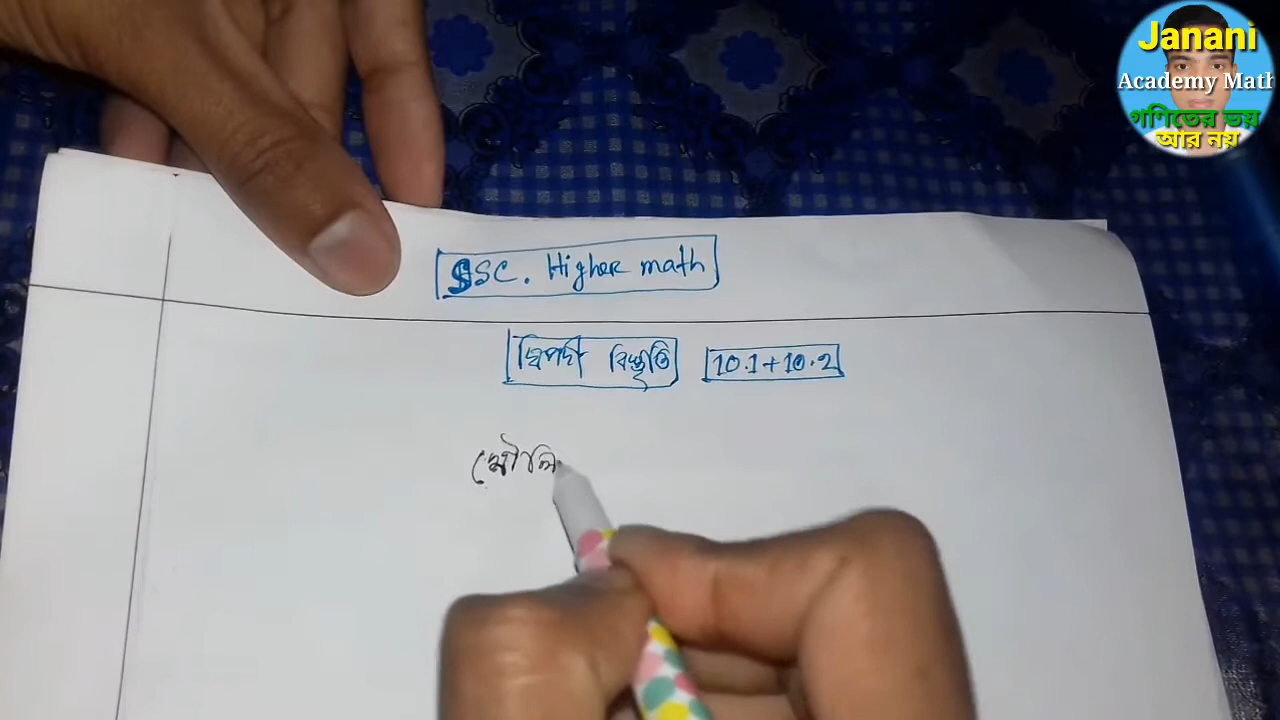 Janani
Academy Math
গণিতের ভয়
আর নয়
SSC. Higher math
দ্বিপদী বিস্তৃতি 10.1+10.2
মৌলি